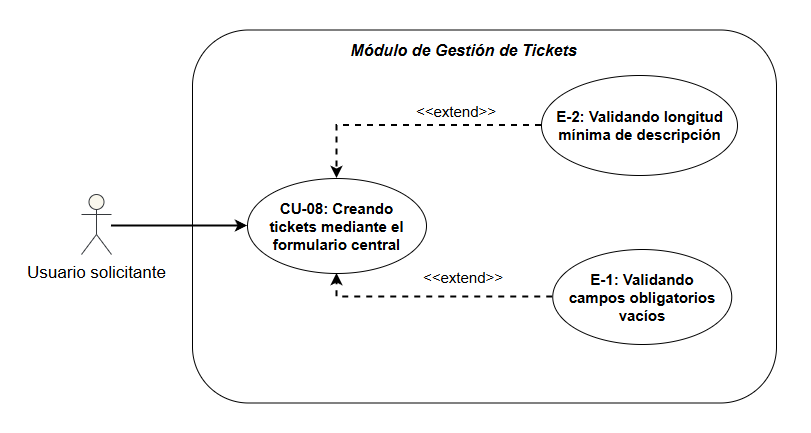 Módulo de Gestión de Tickets
<<extend>>
E-2: Validando longitud
mínima de descripción
CU-08: Creando
tickets mediante el
formulario central
Usuario solicitante
<<extend>>
E-1: Validando
campos obligatorios
vacíos